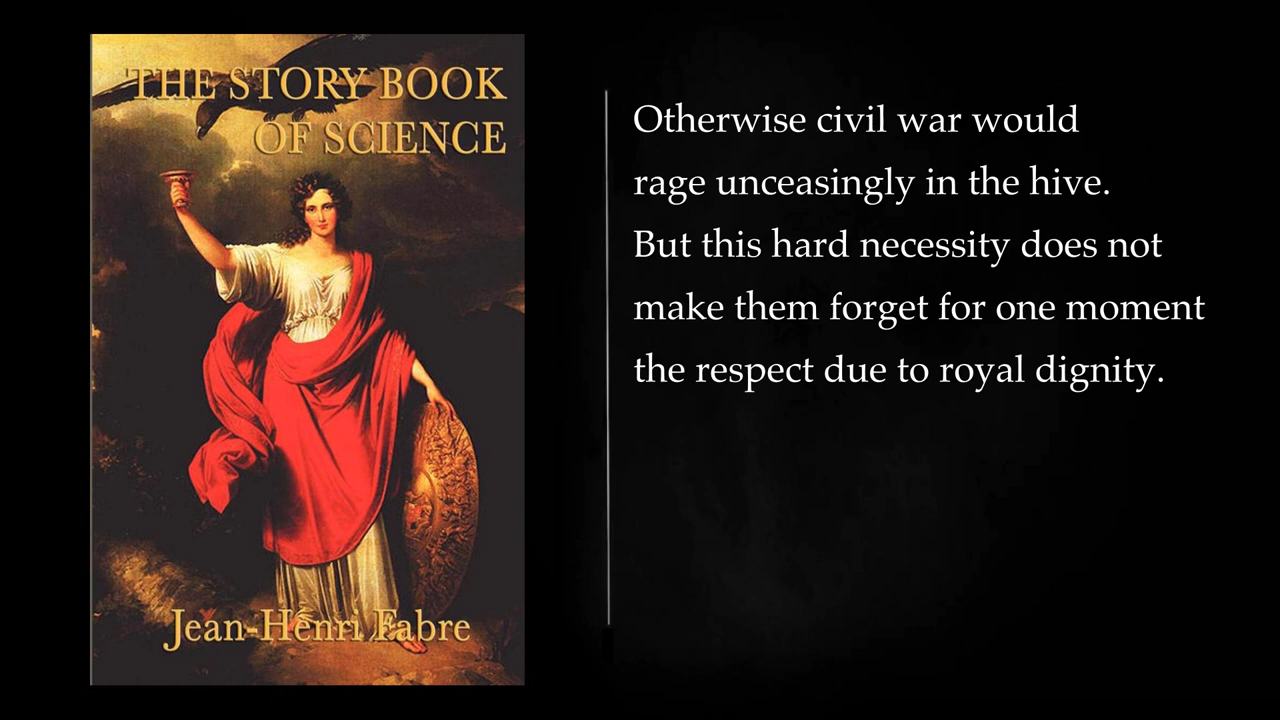 THE STORY BOOK
OF SCIENCE
Jean-Henri Fabre
Otherwise civil war would
rage unceasingly in the hive.
But this hard necessity does not
make them forget for one moment
the respect due to royal dignity.